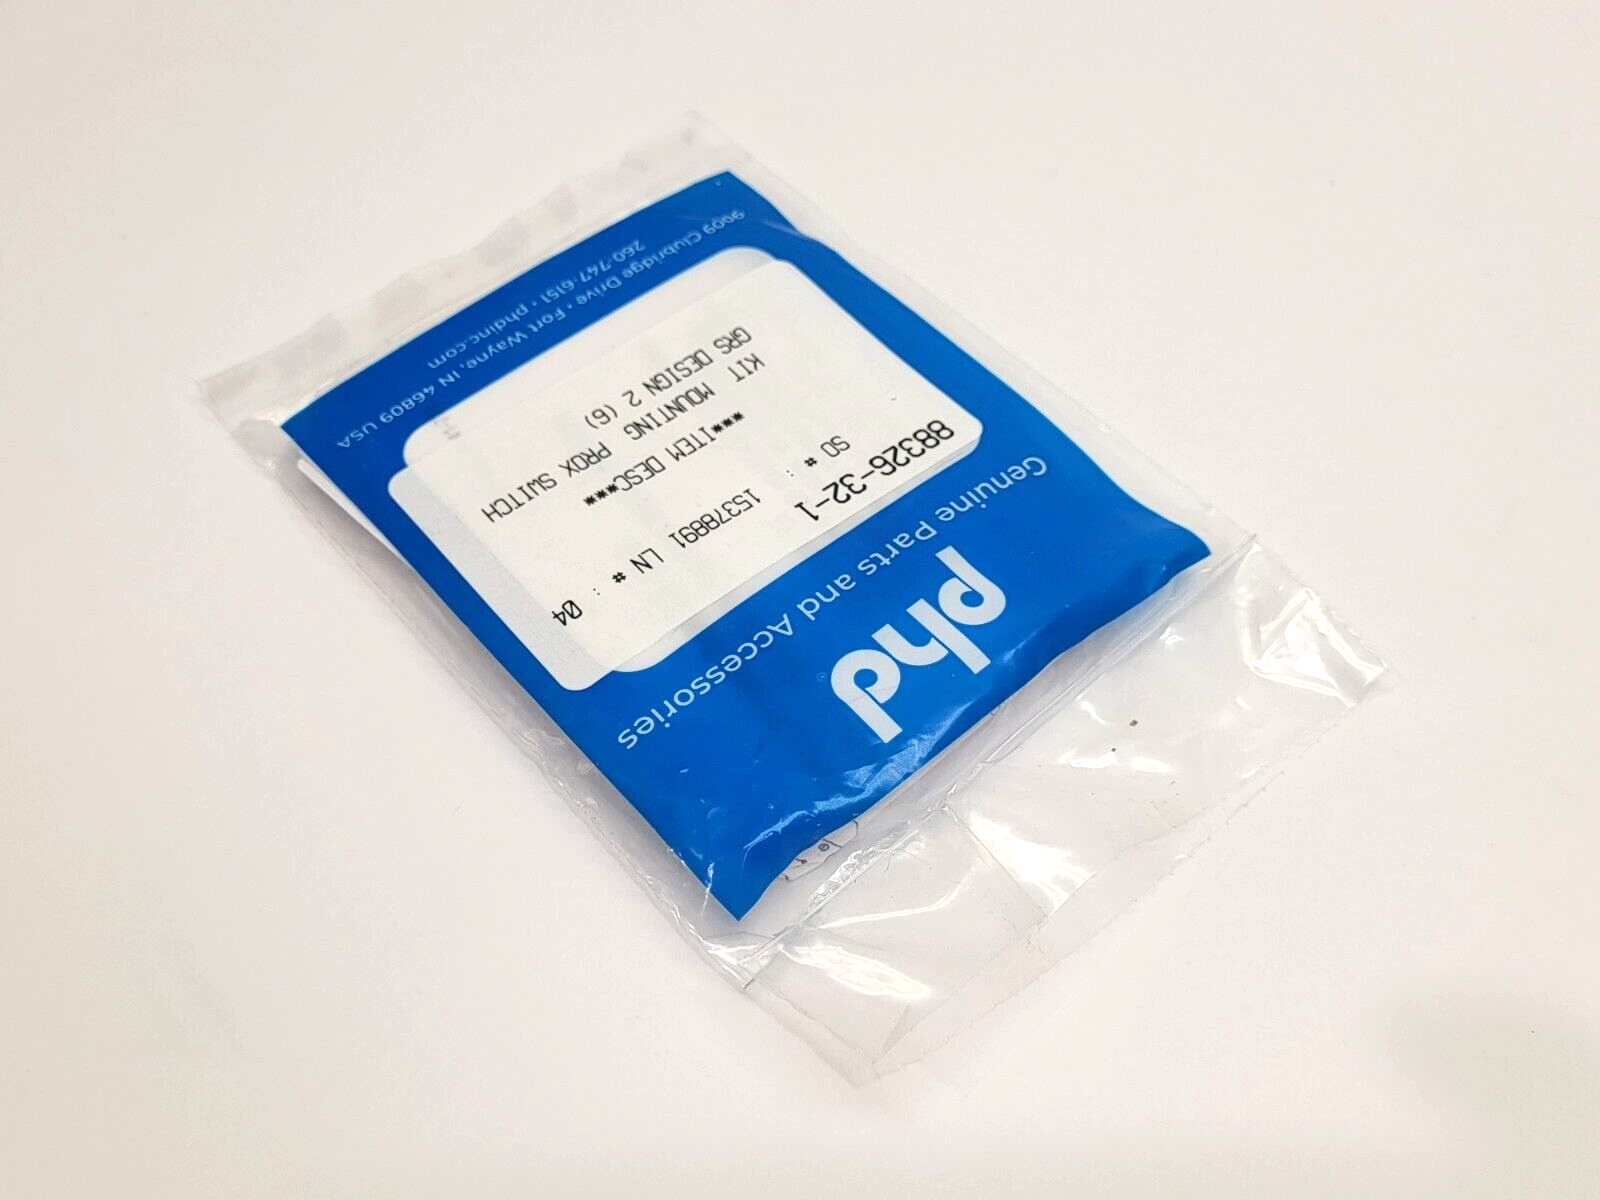 phd
Genuine Parts and Accessories
88326-32-1
SO # : 15378891 LN # : 04
***ITEM DESC***
KIT MOUNTING PROX SWITCH
GRS DESIGN 2 (6)
9009 Clubridge Drive • Fort Wayne, IN 46809 USA
260-747-6151 • phdinc.com